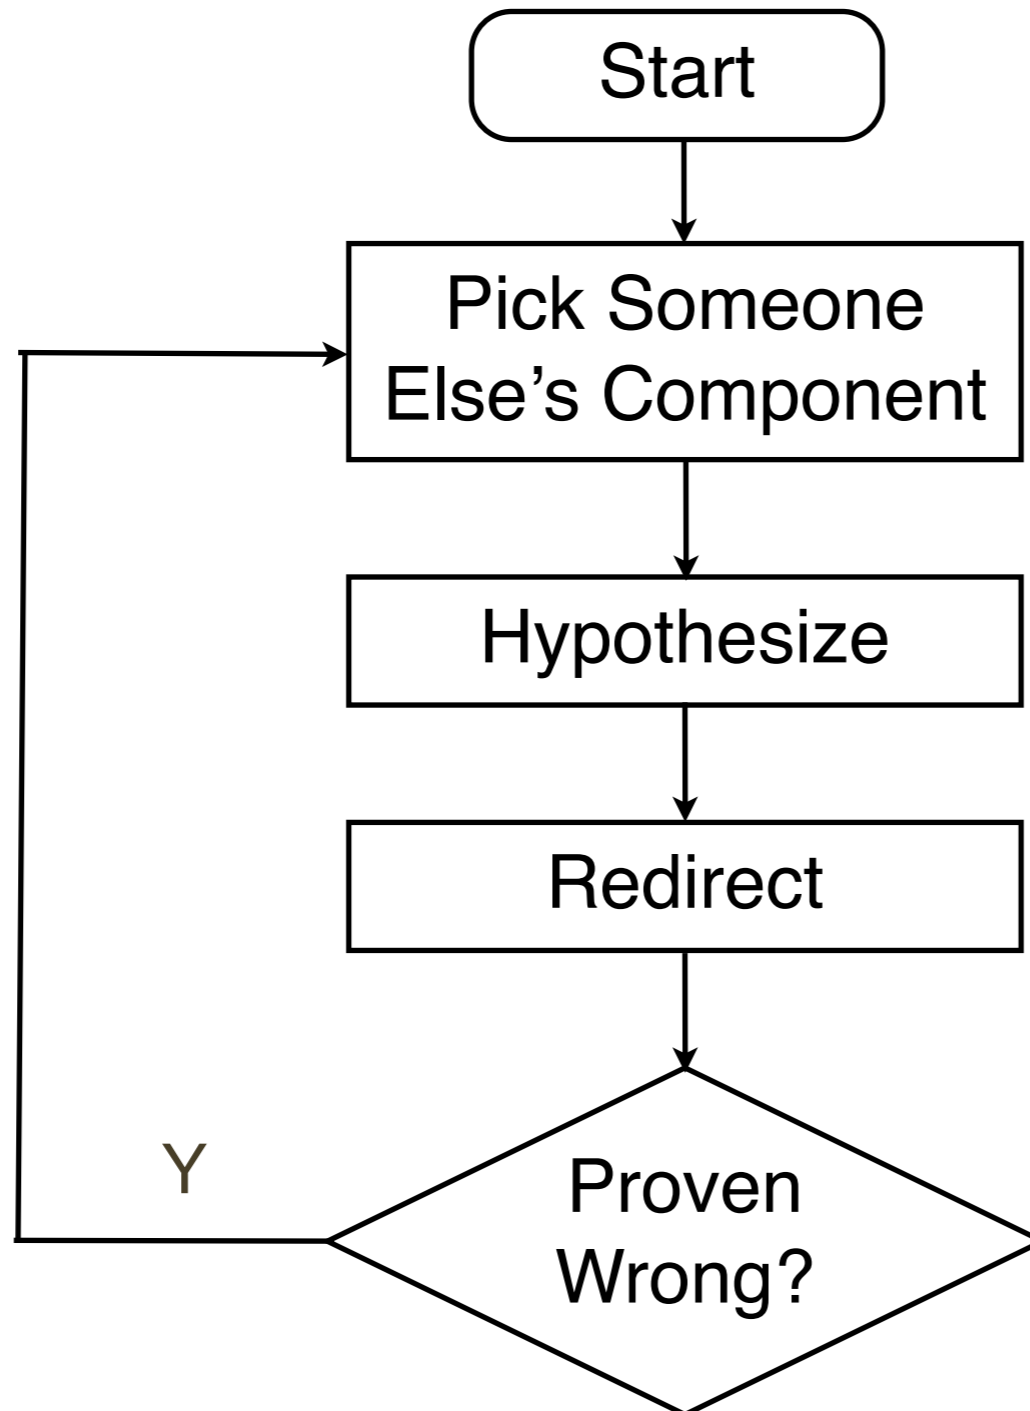 Start
Pick Someone
Else’s Component
Hypothesize
Redirect
Y
Proven
Wrong?